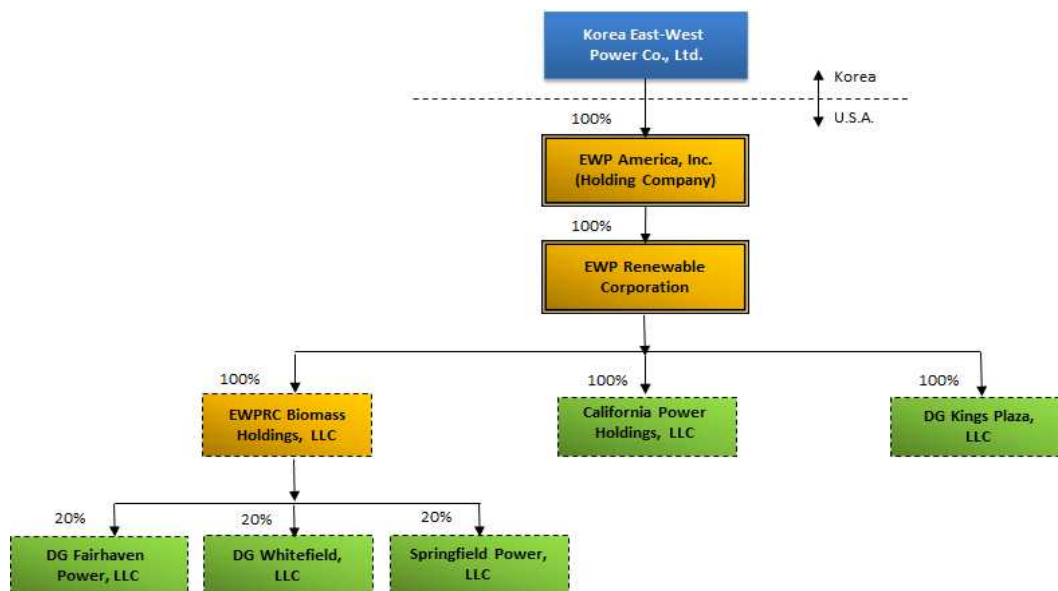 Korea East-West
Power Co., Ltd.
Korea
U.S.A.
100%
EWP America, Inc.
(Holding Company)
100%
EWP Renewable
Corporation
100%
EWPRC Biomass
Holdings, LLC
100%
California Power
Holdings, LLC
100%
DG Kings Plaza,
LLC
20%
DG Fairhaven
Power, LLC
20%
DG Whitefield,
LLC
20%
Springfield Power,
LLC